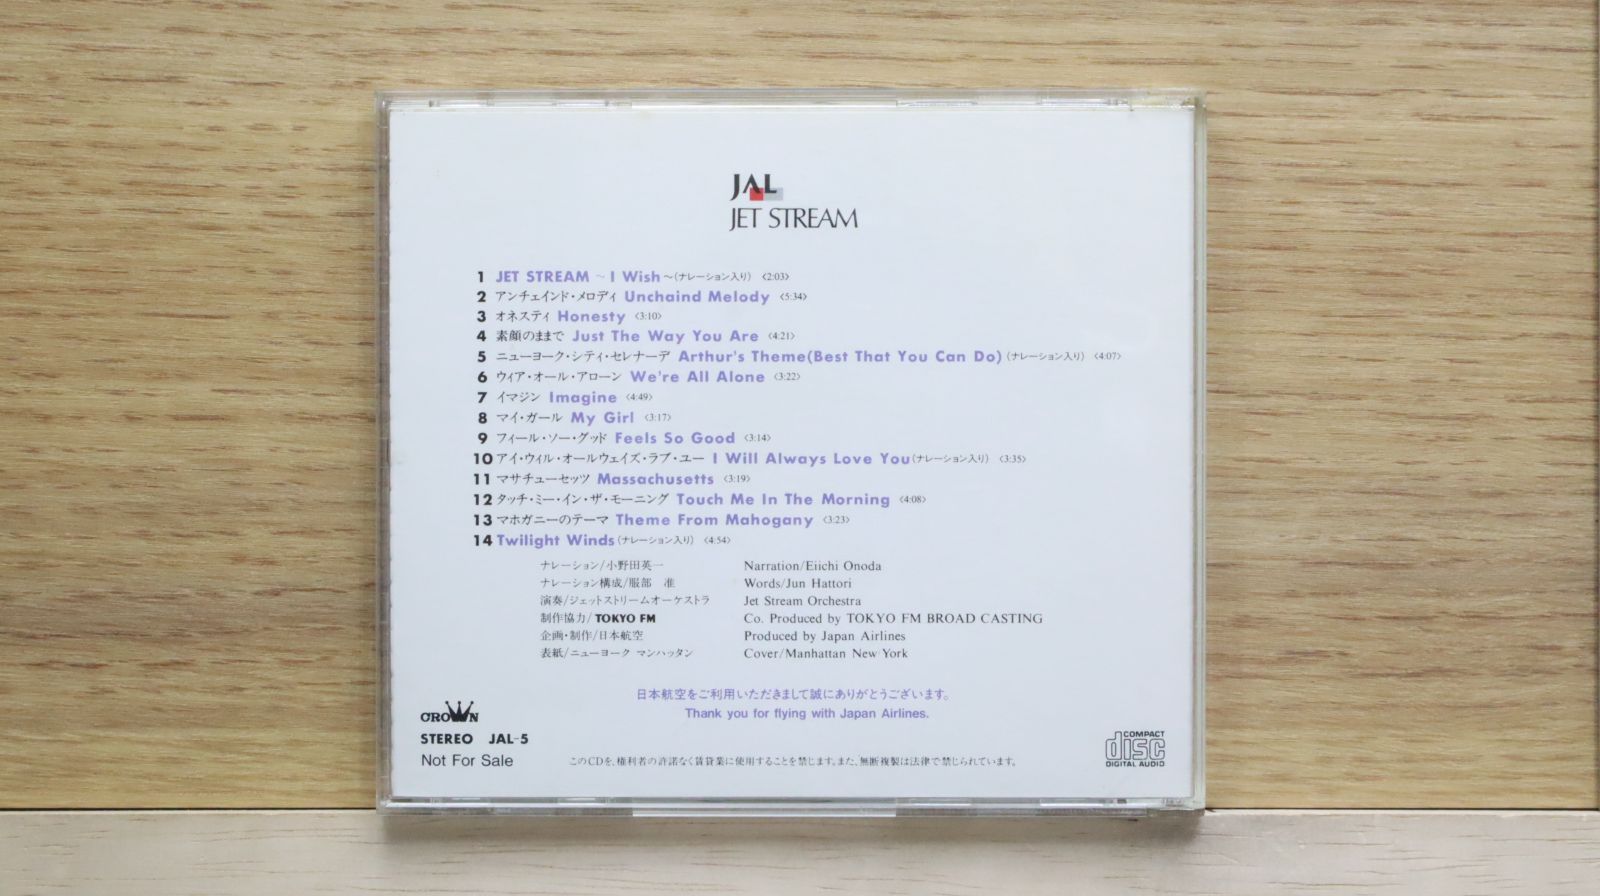 JAL
JET STREAM
1 JET STREAM ~ I Wish ~(ナレーション入り) 〈2:03〉
2 アンチェインド・メロディ Unchaind Melody 〈5:34〉
3 オネスティ Honesty 〈3:10〉
4 素顔のままで Just The Way You Are 〈4:21〉
5 ニューヨーク・シティ・セレナーデ Arthur's Theme(Best That You Can Do)(ナレーション入り) 〈4:07〉
6 ウィア・オール・アローン We're All Alone 〈3:22〉
7 イマジン Imagine 〈4:49〉
8 マイ・ガール My Girl 〈3:17〉
9 フィール・ソー・グッド Feels So Good 〈3:14〉
10 アイ・ウィル・オールウェイズ・ラブ・ユー I Will Always Love You(ナレーション入り) 〈3:35〉
11 マサチューセッツ Massachusetts 〈3:19〉
12 タッチ・ミー・イン・ザ・モーニング Touch Me In The Morning 〈4:08〉
13 マホガニーのテーマ Theme From Mahogany 〈3:23〉
14 Twilight Winds(ナレーション入り) 〈4:54〉
ナレーション/小野田英一 Narration/Eiichi Onoda
ナレーション構成/服部 准 Words/Jun Hattori
演奏/ジェットストリームオーケストラ Jet Stream Orchestra
制作協力/TOKYO FM Co. Produced by TOKYO FM BROAD CASTING
企画・制作/日本航空 Produced by Japan Airlines
表紙/ニューヨーク マンハッタン Cover/Manhattan New York
日本航空をご利用いただきまして誠にありがとうございます。
Thank you for flying with Japan Airlines.
CROWN
STEREO JAL-5
Not For Sale
このCDを、権利者の許諾なく賃貸業に使用することを禁じます。また、無断複製は法律で禁じられています。
COMPACT
disc
DIGITAL AUDIO